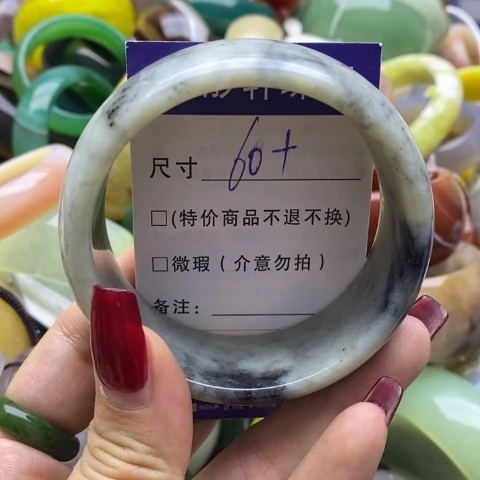 尺寸 60+
□(特价商品不退不换)
□微瑕（介意勿拍）
备注：